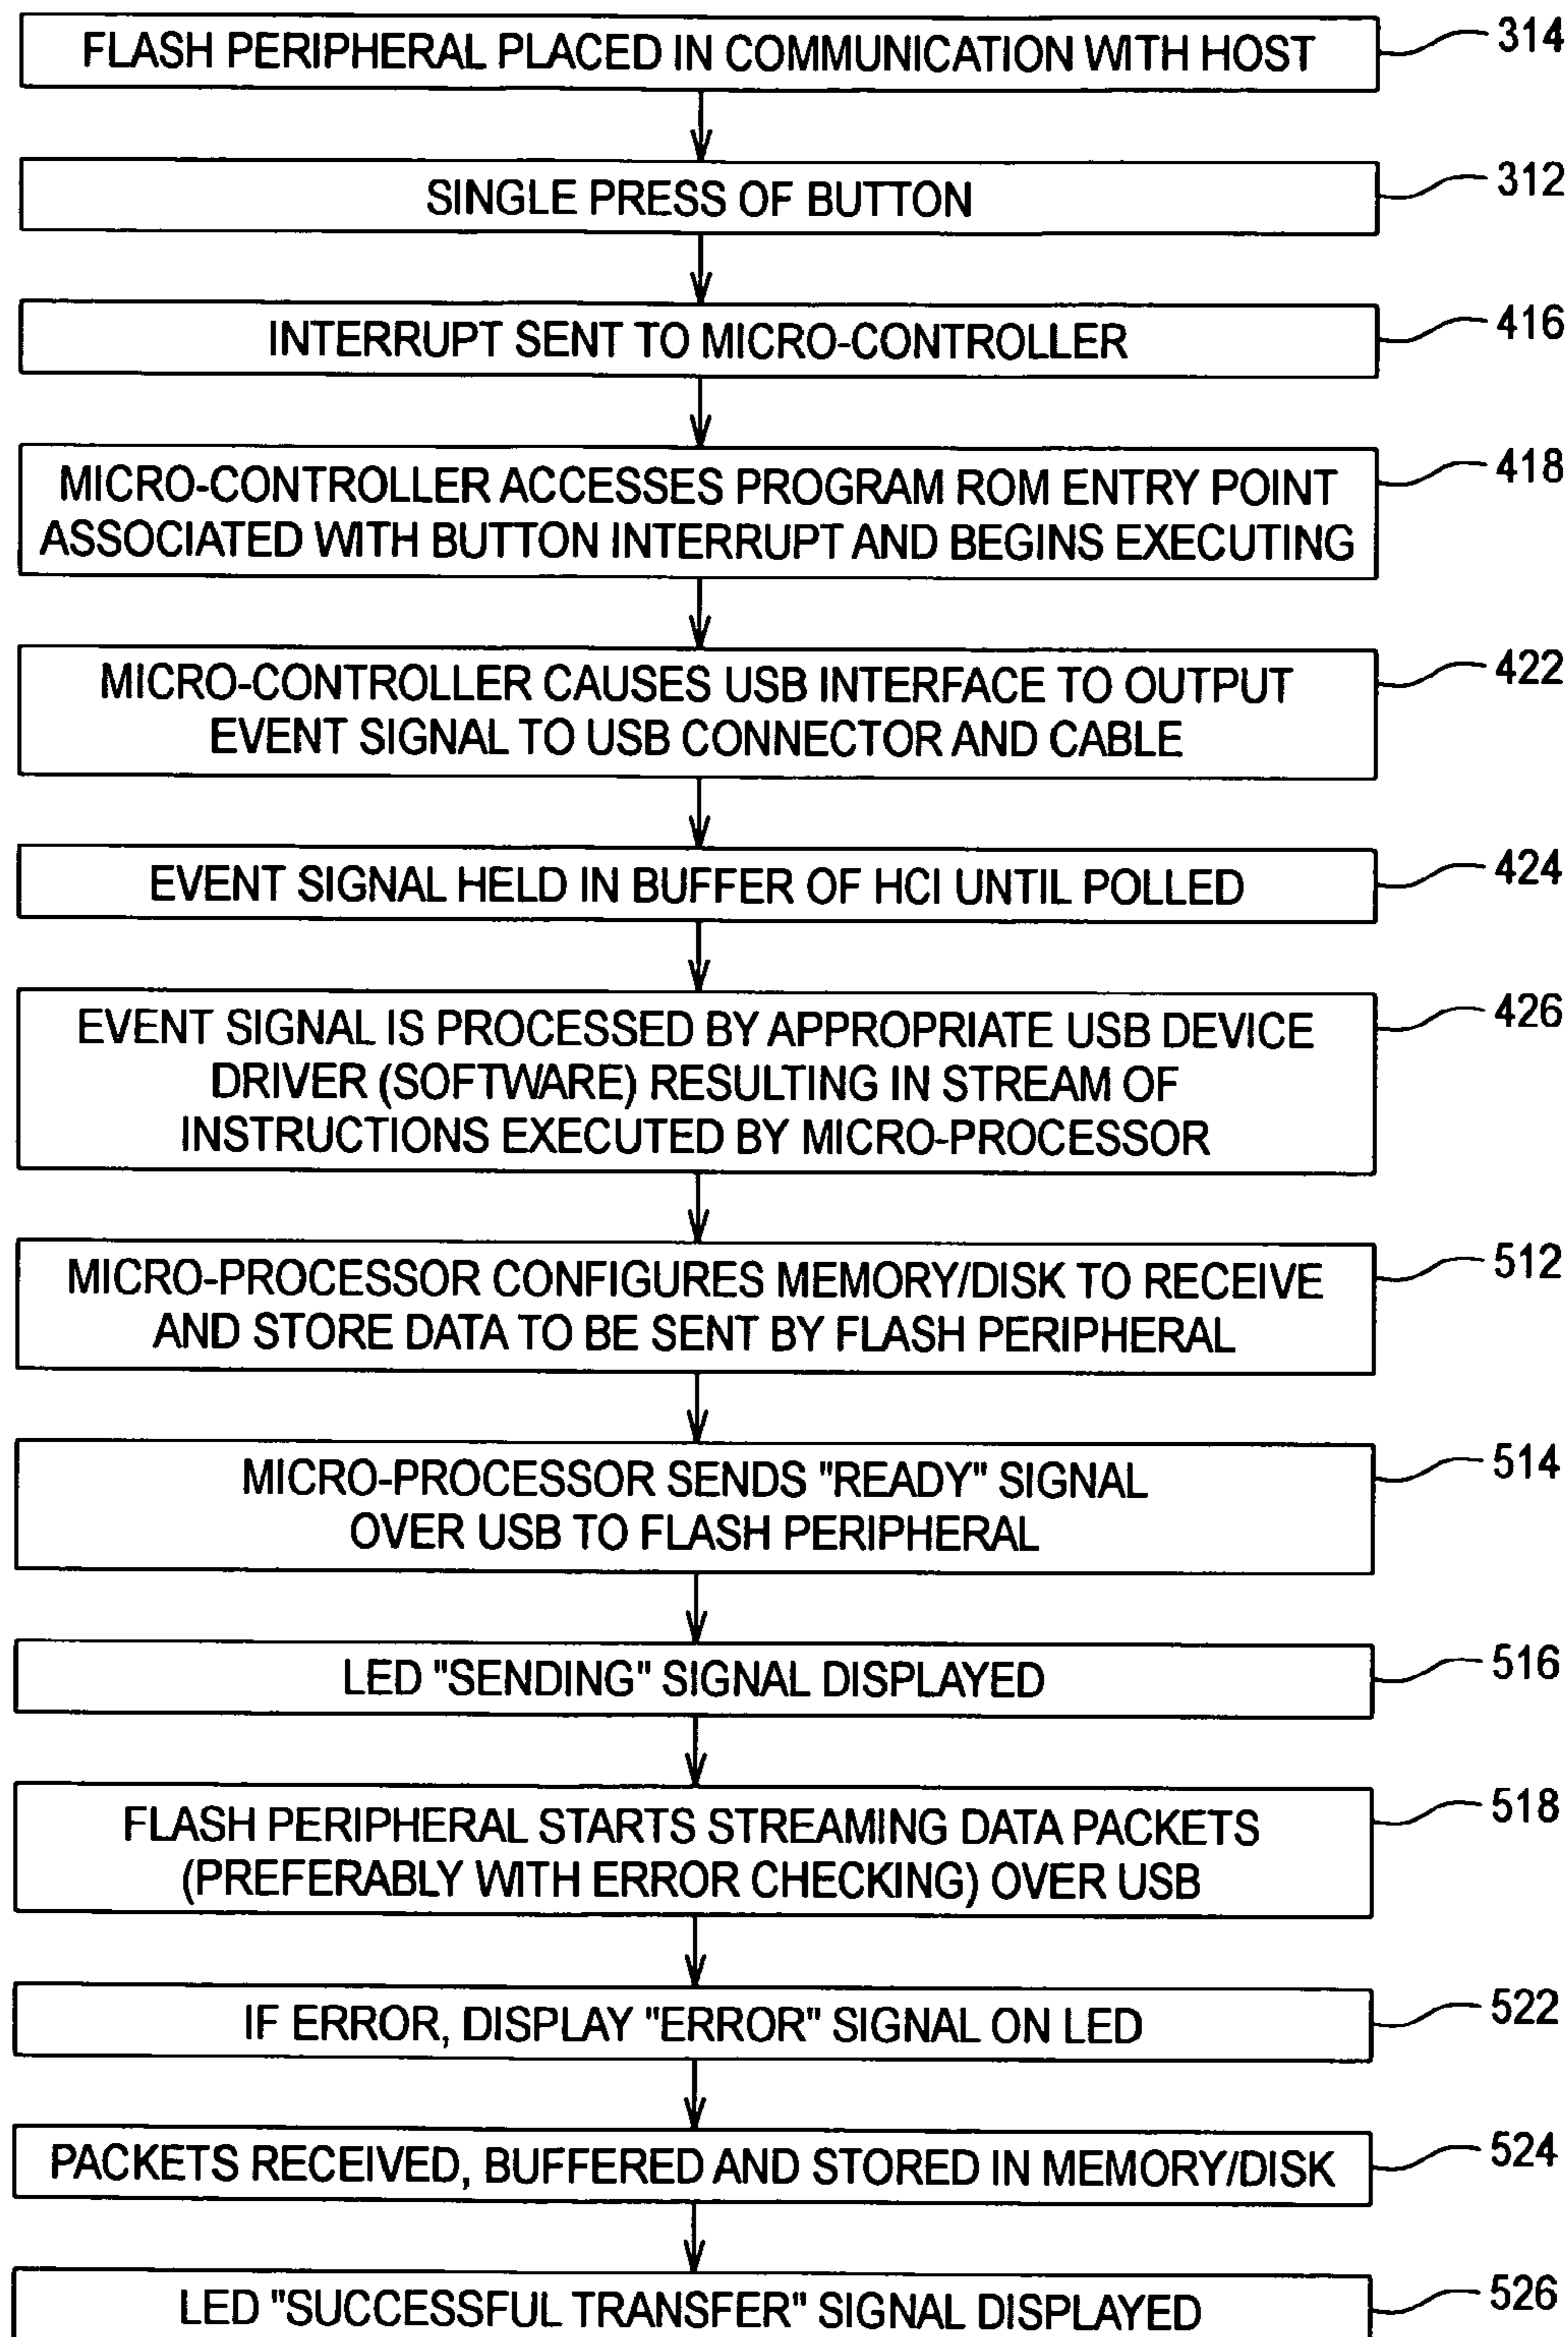 FLASH PERIPHERAL PLACED IN COMMUNICATION WITH HOST
314
SINGLE PRESS OF BUTTON
312
INTERRUPT SENT TO MICRO-CONTROLLER
416
MICRO-CONTROLLER ACCESSES PROGRAM ROM ENTRY POINT
ASSOCIATED WITH BUTTON INTERRUPT AND BEGINS EXECUTING
418
MICRO-CONTROLLER CAUSES USB INTERFACE TO OUTPUT
EVENT SIGNAL TO USB CONNECTOR AND CABLE
422
EVENT SIGNAL HELD IN BUFFER OF HCI UNTIL POLLED
424
EVENT SIGNAL IS PROCESSED BY APPROPRIATE USB DEVICE
DRIVER (SOFTWARE) RESULTING IN STREAM OF
INSTRUCTIONS EXECUTED BY MICRO-PROCESSOR
426
MICRO-PROCESSOR CONFIGURES MEMORY/DISK TO RECEIVE
AND STORE DATA TO BE SENT BY FLASH PERIPHERAL
512
MICRO-PROCESSOR SENDS "READY" SIGNAL
OVER USB TO FLASH PERIPHERAL
514
LED "SENDING" SIGNAL DISPLAYED
516
FLASH PERIPHERAL STARTS STREAMING DATA PACKETS
(PREFERABLY WITH ERROR CHECKING) OVER USB
518
IF ERROR, DISPLAY "ERROR" SIGNAL ON LED
522
PACKETS RECEIVED, BUFFERED AND STORED IN MEMORY/DISK
524
LED "SUCCESSFUL TRANSFER" SIGNAL DISPLAYED
526